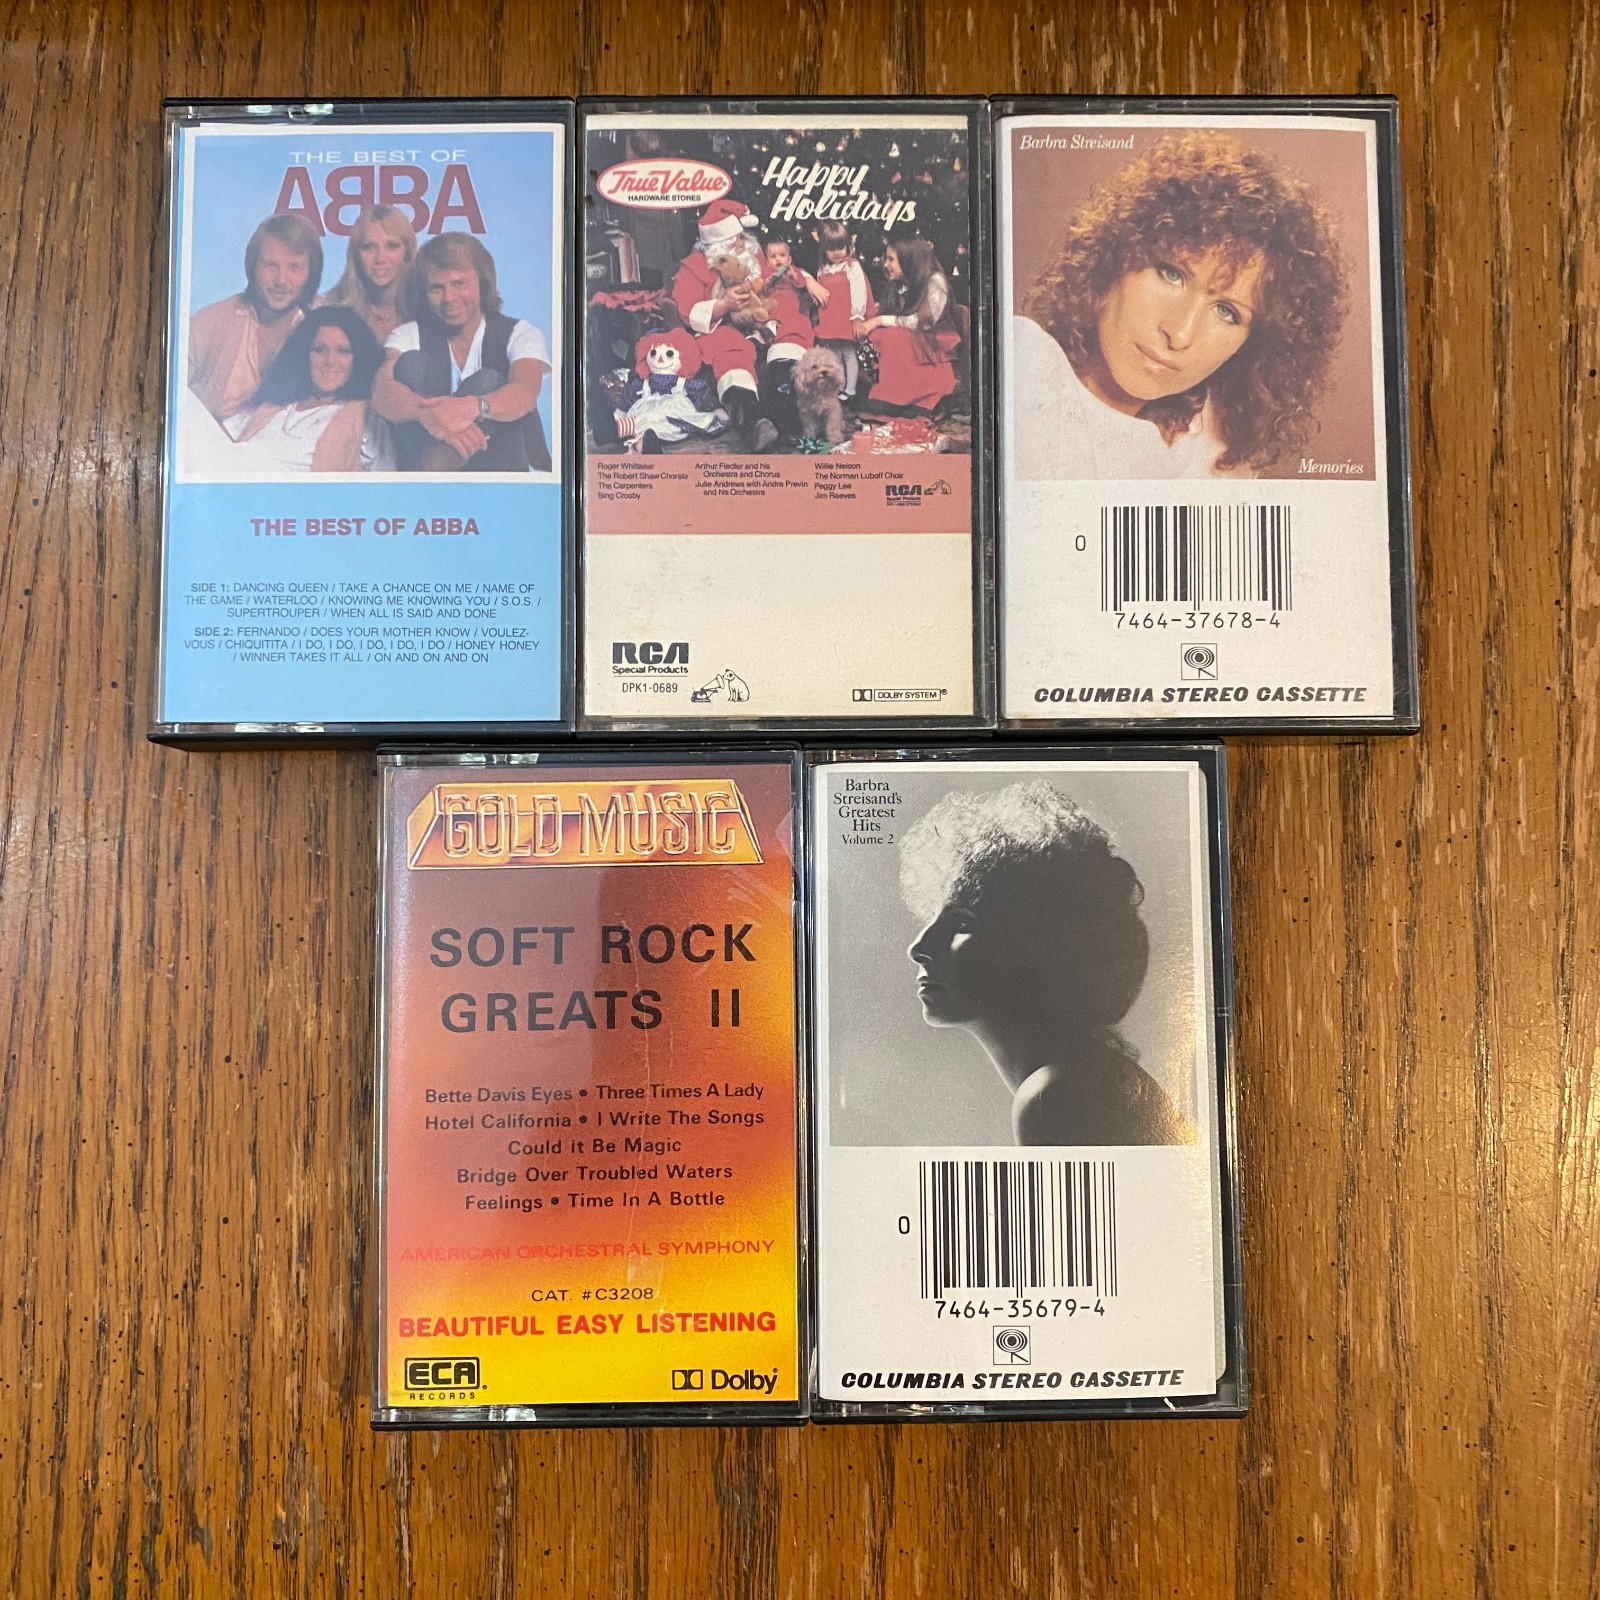 THE BEST OF
ABBA
THE BEST OF ABBA
SIDE 1: DANCING QUEEN / TAKE A CHANCE ON ME / NAME OF
THE GAME / WATERLOO / KNOWING ME KNOWING YOU / S.O.S. /
SUPERTROUPER / WHEN ALL IS SAID AND DONE
SIDE 2: FERNANDO / DOES YOUR MOTHER KNOW / VOULEZ-
VOUS / CHIQUITITA / I DO, I DO, I DO, I DO, I DO / HONEY HONEY
/ WINNER TAKES IT ALL / ON AND ON AND ON
True Value®
HARDWARE STORES
Happy
Holidays
Roger Whittaker
The Robert Shaw Chorale
The Carpenters
Bing Crosby
Arthur Fiedler and his
Orchestra and Chorus
Julie Andrews with Andre Previn
and his Orchestra
Willie Nelson
The Norman Luboff Choir
Peggy Lee
Jim Reeves
RCA
Special Products
RCA
Special Products
DPK1-0689
DOLBY SYSTEM®
Barbra Streisand
Memories
0
7464-37678-4
COLUMBIA STEREO CASSETTE
GOLD MUSIC
SOFT ROCK
GREATS II
Bette Davis Eyes • Three Times A Lady
Hotel California • I Write The Songs
Could it Be Magic
Bridge Over Troubled Waters
Feelings • Time In A Bottle
AMERICAN ORCHESTRAL SYMPHONY
CAT. #C3208
BEAUTIFUL EASY LISTENING
ECA®
RECORDS
Dolby®
Barbra
Streisand's
Greatest
Hits
Volume 2
0
7464-35679-4
COLUMBIA STEREO CASSETTE